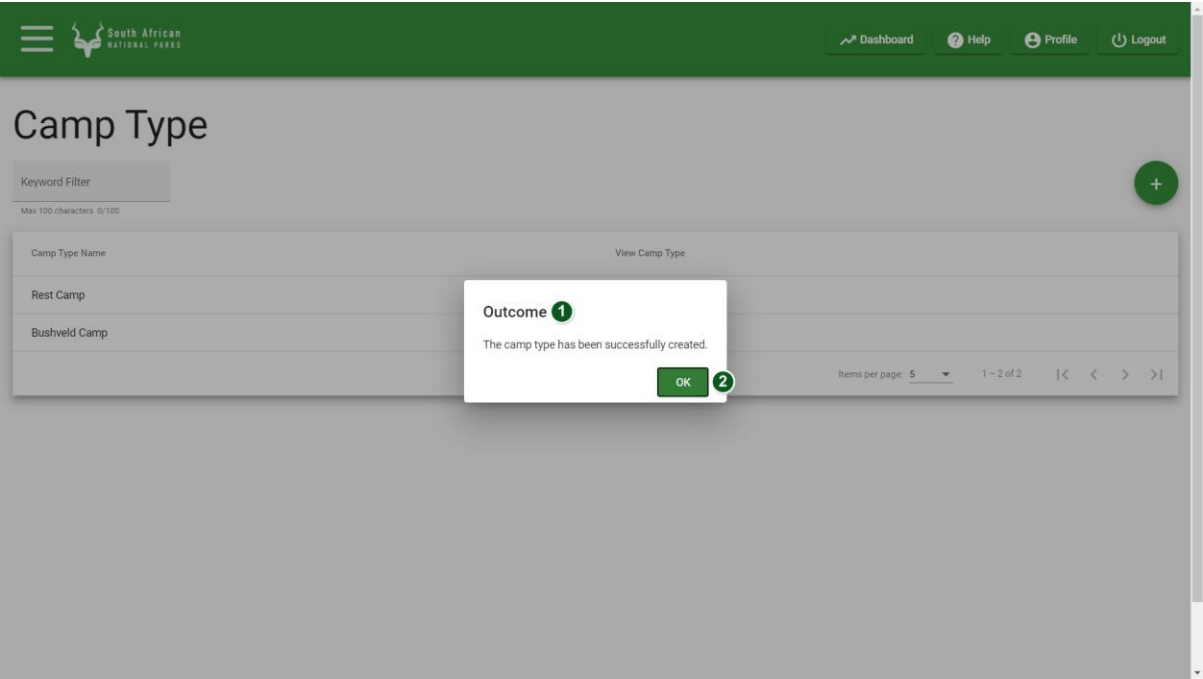 South African
NATIONAL PARKS
Dashboard
Help
Profile
Logout
Camp Type
Keyword Filter
+
Max 100 characters 0/100
Camp Type Name
View Camp Type
Rest Camp
Bushveld Camp
Outcome 1
The camp type has been successfully created.
OK 2
Items per page: 5
1 – 2 of 2